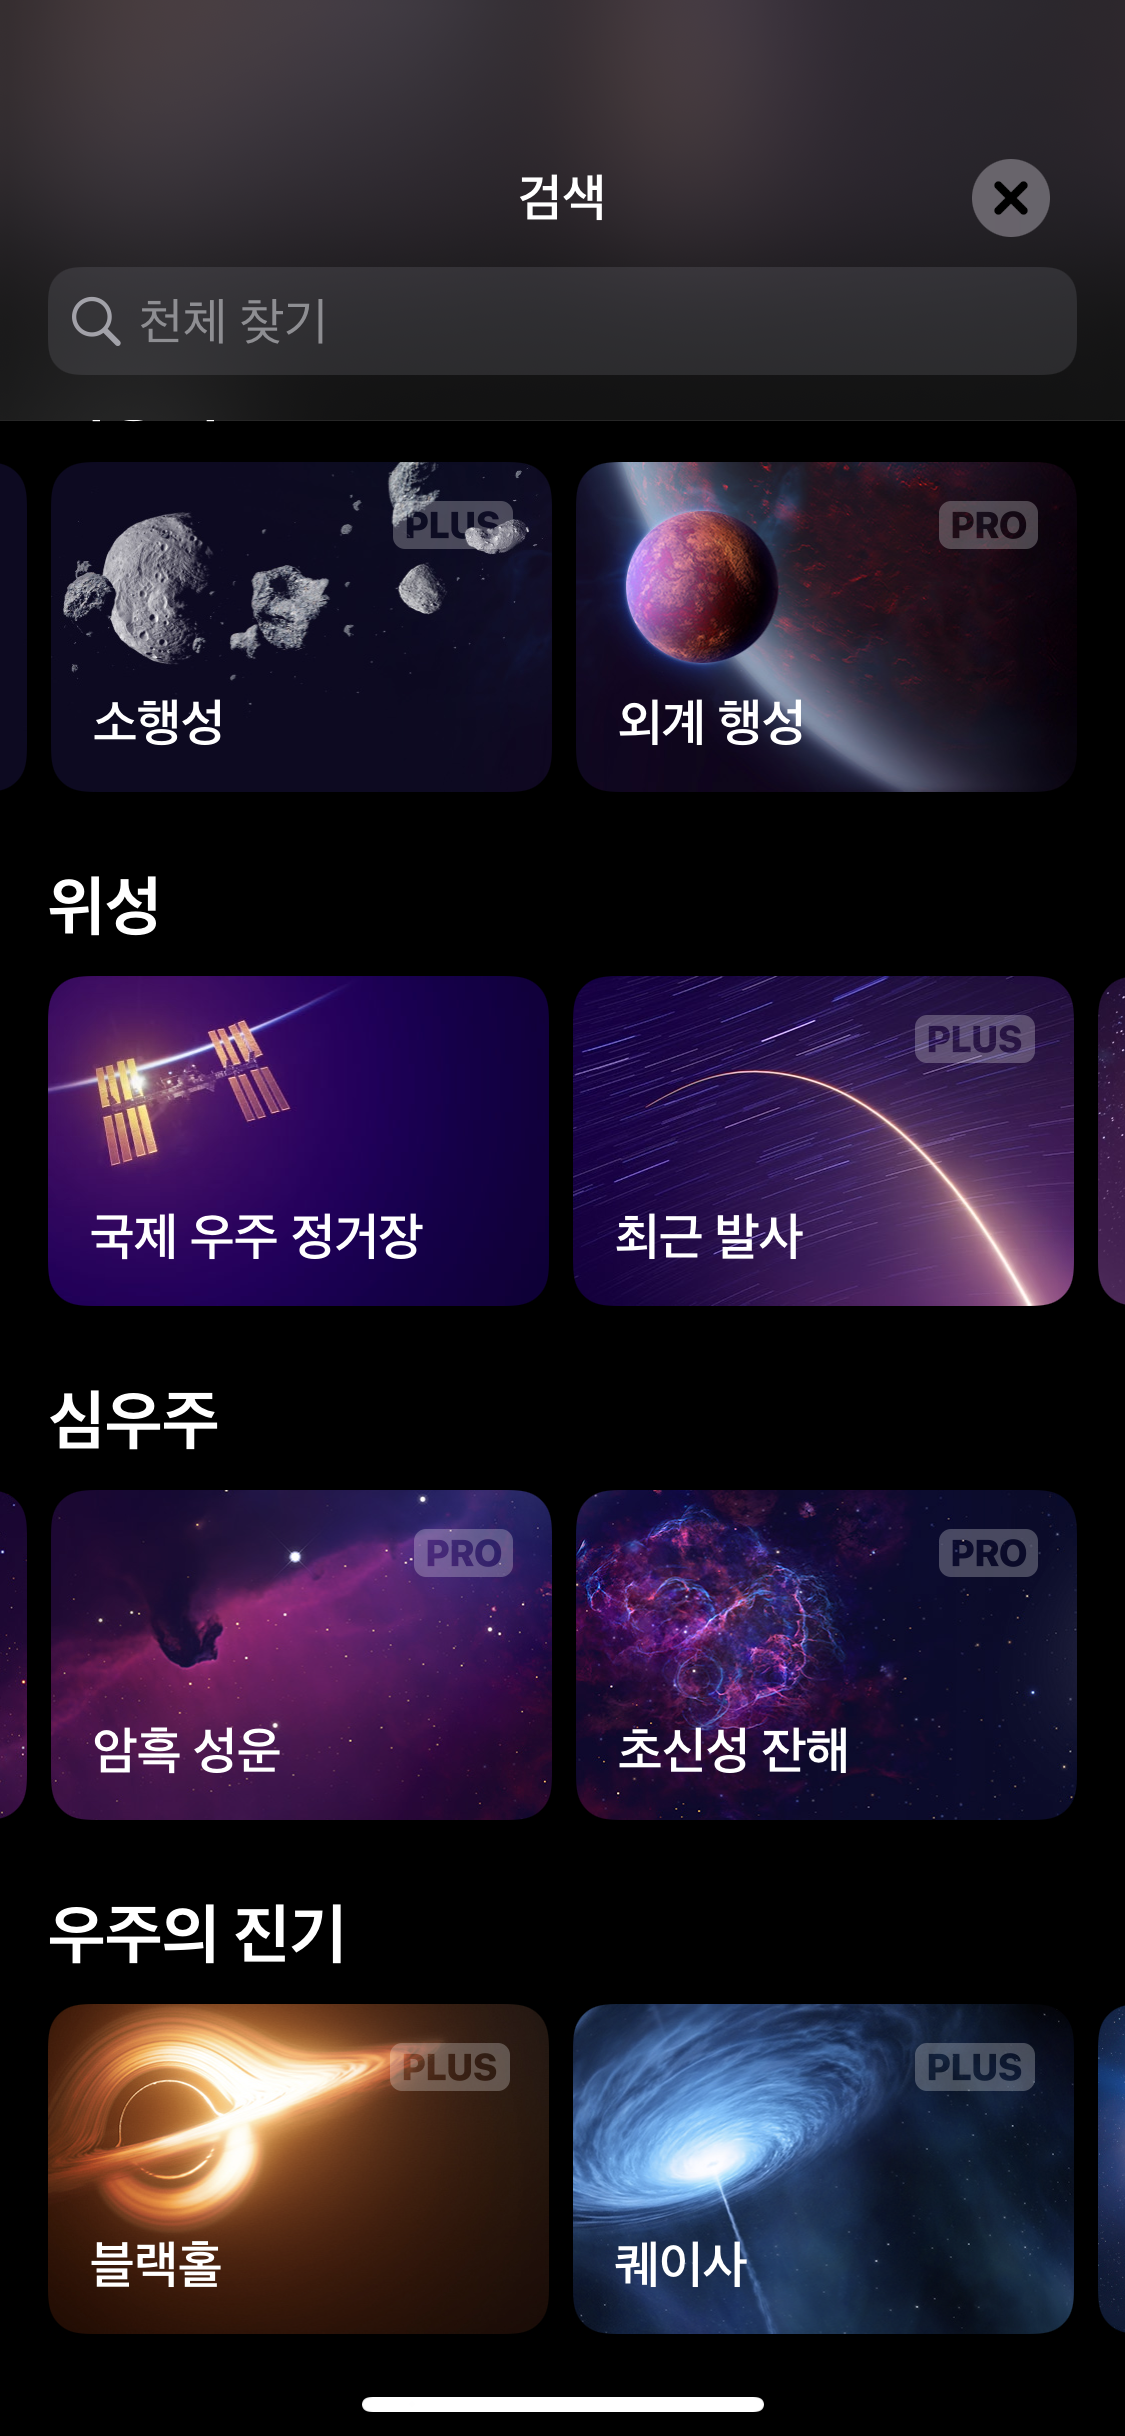 검색
천체 찾기
PLUS
소행성
PRO
외계 행성
위성
국제 우주 정거장
PLUS
최근 발사
심우주
PRO
암흑 성운
PRO
초신성 잔해
우주의 진기
PLUS
블랙홀
PLUS
퀘이사